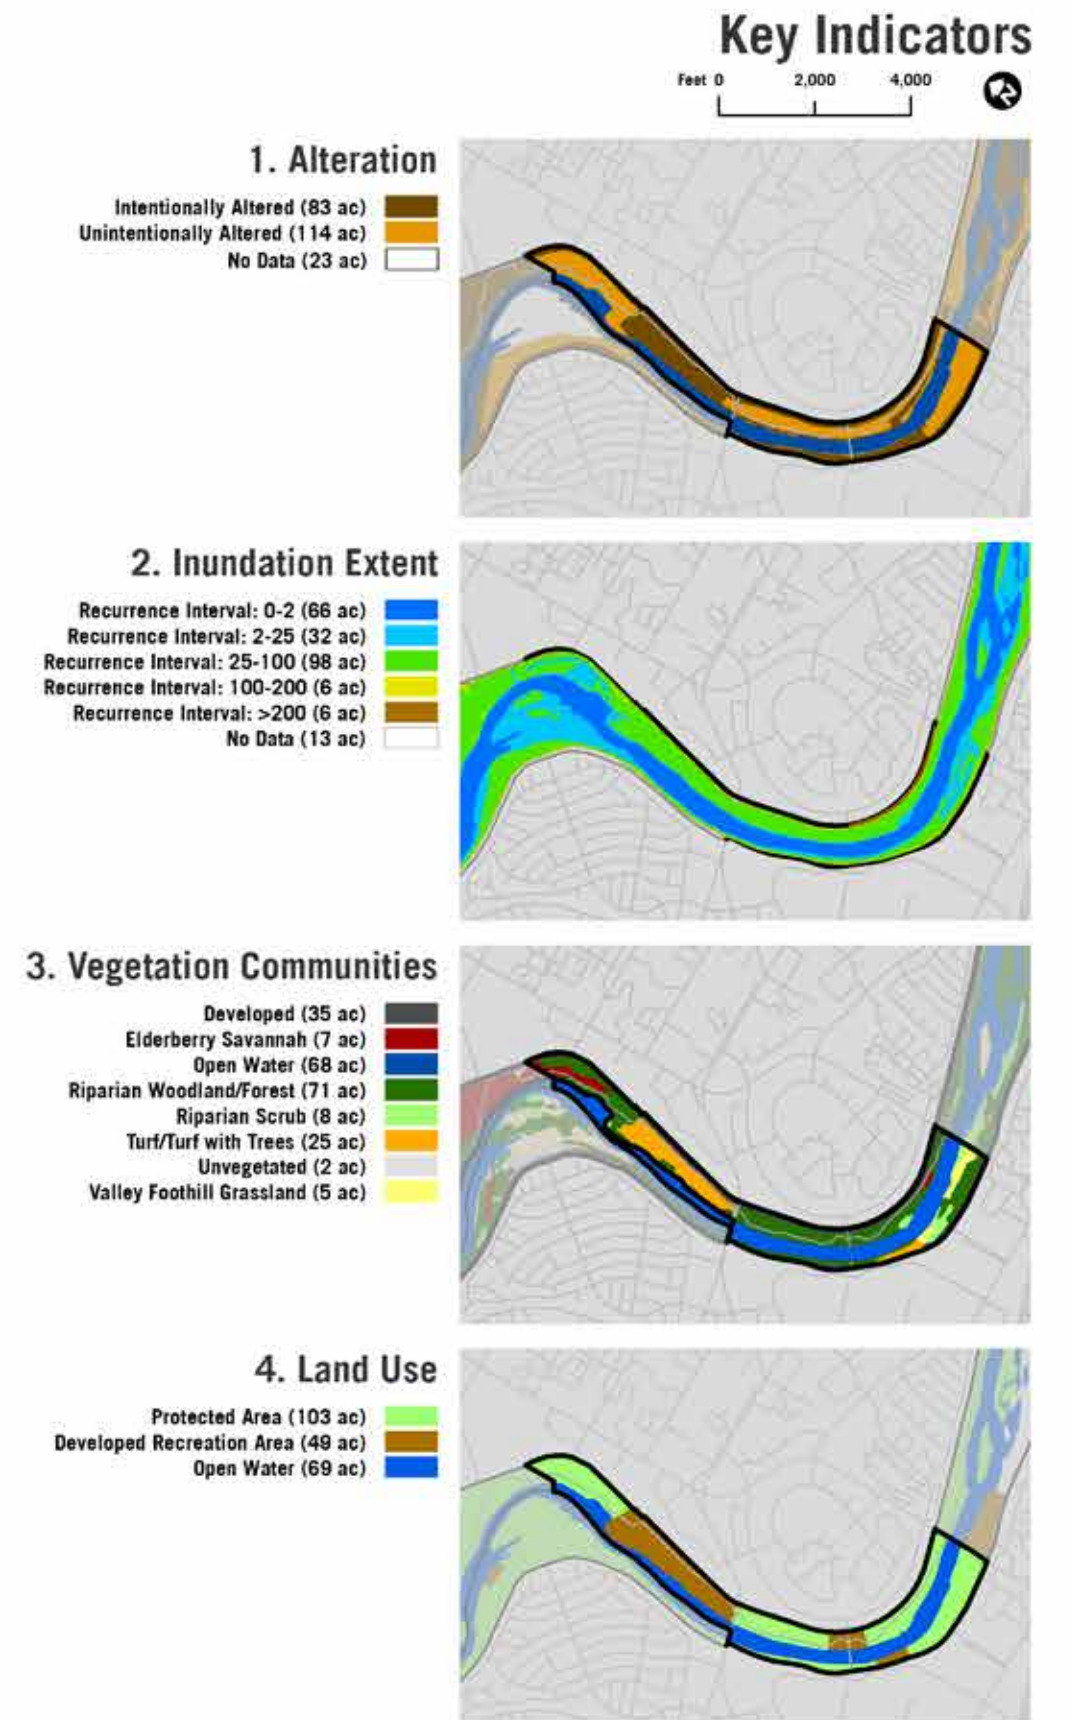 Key Indicators
Feet 0 2,000 4,000
N
1. Alteration
Intentionally Altered (83 ac)
Unintentionally Altered (114 ac)
No Data (23 ac)
2. Inundation Extent
Recurrence Interval: 0-2 (66 ac)
Recurrence Interval: 2-25 (32 ac)
Recurrence Interval: 25-100 (98 ac)
Recurrence Interval: 100-200 (6 ac)
Recurrence Interval: >200 (6 ac)
No Data (13 ac)
3. Vegetation Communities
Developed (35 ac)
Elderberry Savannah (7 ac)
Open Water (68 ac)
Riparian Woodland/Forest (71 ac)
Riparian Scrub (8 ac)
Turf/Turf with Trees (25 ac)
Unvegetated (2 ac)
Valley Foothill Grassland (5 ac)
4. Land Use
Protected Area (103 ac)
Developed Recreation Area (49 ac)
Open Water (69 ac)